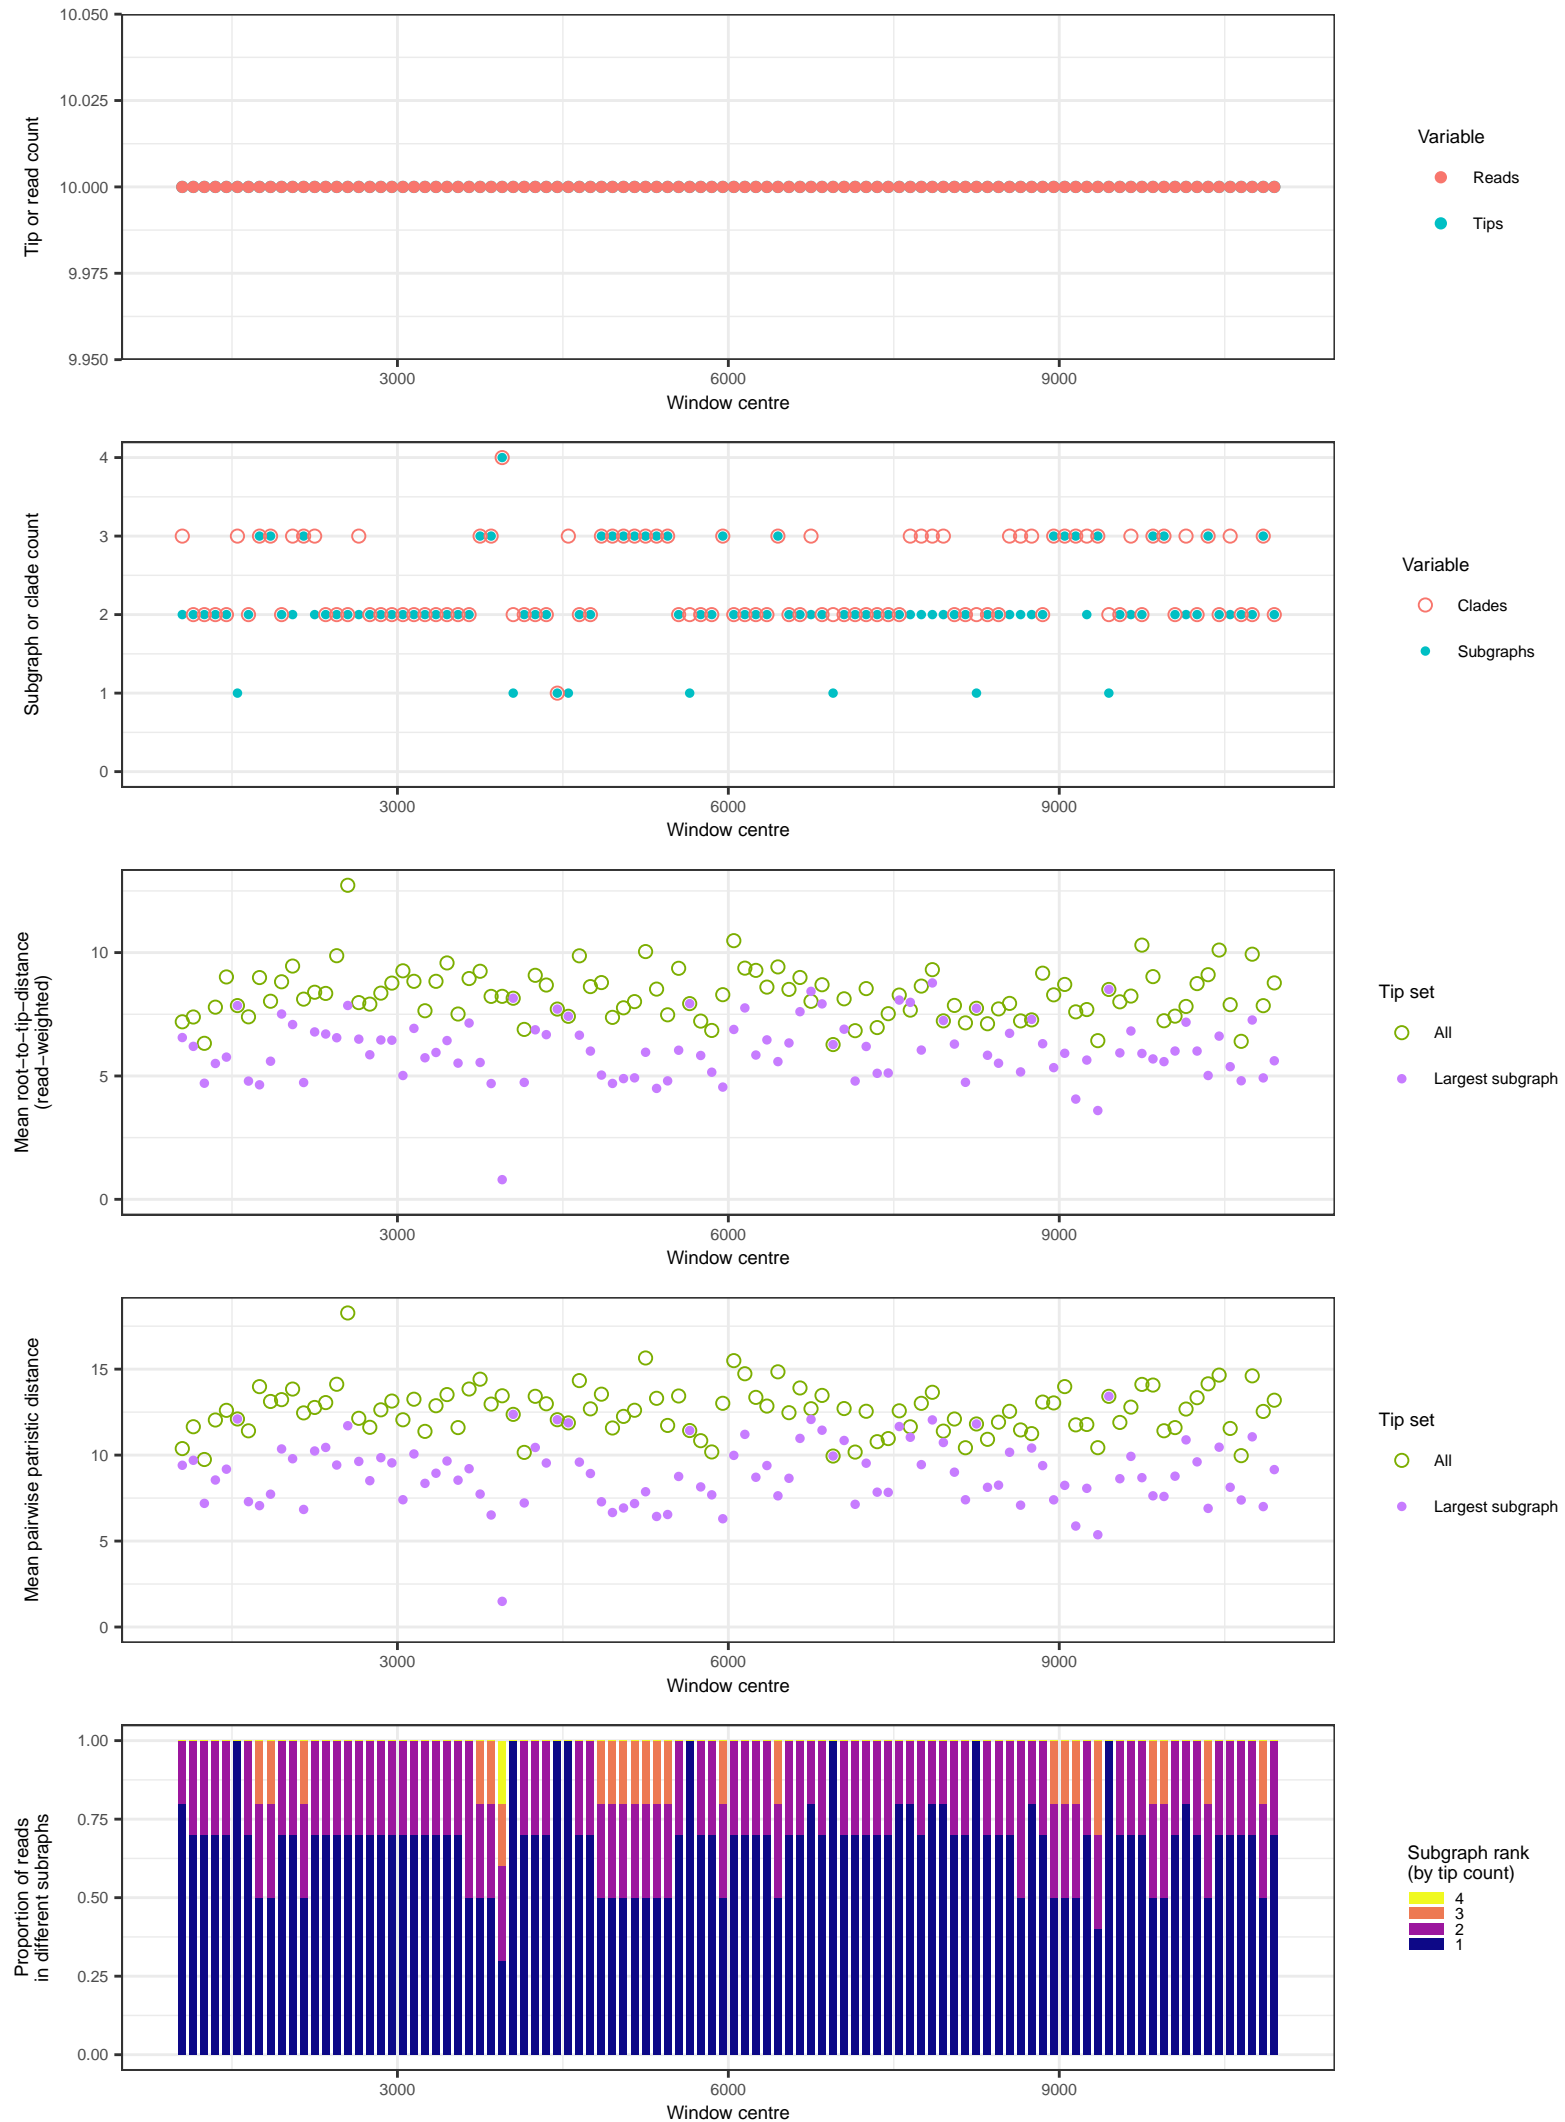 10.050
10.025
10.000
9.975
9.950
Tip or read count
3000 6000 9000
Window centre
Variable
Reads
Tips
4
3
2
1
0
Subgraph or clade count
3000 6000 9000
Window centre
Variable
Clades
Subgraphs
10
5
0
Mean root−to−tip−distance
(read−weighted)
3000 6000 9000
Window centre
Tip set
All
Largest subgraph
15
10
5
0
Mean pairwise patristic distance
3000 6000 9000
Window centre
Tip set
All
Largest subgraph
1.00
0.75
0.50
0.25
0.00
Proportion of reads
in different subraphs
3000 6000 9000
Window centre
Subgraph rank
(by tip count)
4
3
2
1